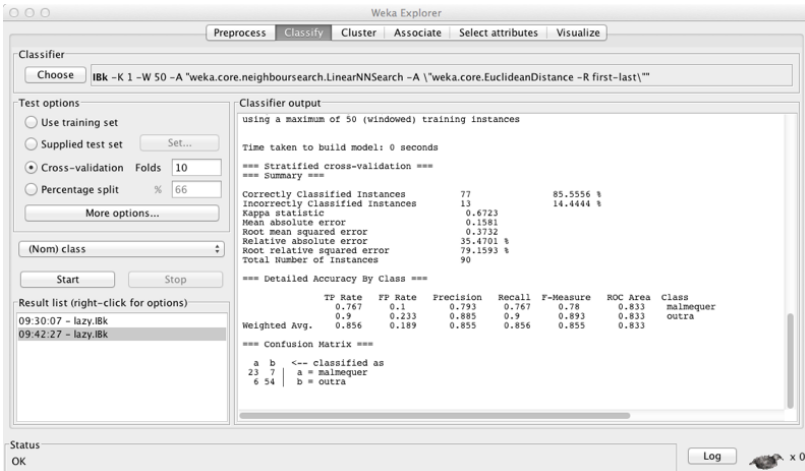 Weka Explorer
Preprocess Classify Cluster Associate Select attributes Visualize
Classifier
Choose IBk -K 1 -W 50 -A "weka.core.neighboursearch.LinearNNSearch -A \"weka.core.EuclideanDistance -R first-last\""
Test options
Use training set
Supplied test set Set...
Cross-validation Folds 10
Percentage split % 66
More options...
(Nom) class
Start Stop
Result list (right-click for options)
09:30:07 - lazy.IBk
09:42:27 - lazy.IBk
Classifier output
using a maximum of 50 (windowed) training instances
Time taken to build model: 0 seconds
=== Stratified cross-validation ===
=== Summary ===
Correctly Classified Instances 77 85.5556 %
Incorrectly Classified Instances 13 14.4444 %
Kappa statistic 0.6723
Mean absolute error 0.1581
Root mean squared error 0.3732
Relative absolute error 35.4701 %
Root relative squared error 79.1593 %
Total Number of Instances 90
=== Detailed Accuracy By Class ===
TP Rate FP Rate Precision Recall F-Measure ROC Area Class
0.767 0.1 0.793 0.767 0.78 0.833 malmequer
0.9 0.233 0.885 0.9 0.893 0.833 outra
Weighted Avg. 0.856 0.189 0.855 0.856 0.855 0.833
=== Confusion Matrix ===
a b <-- classified as
23 7 | a = malmequer
6 54 | b = outra
Status
OK
Log
x 0